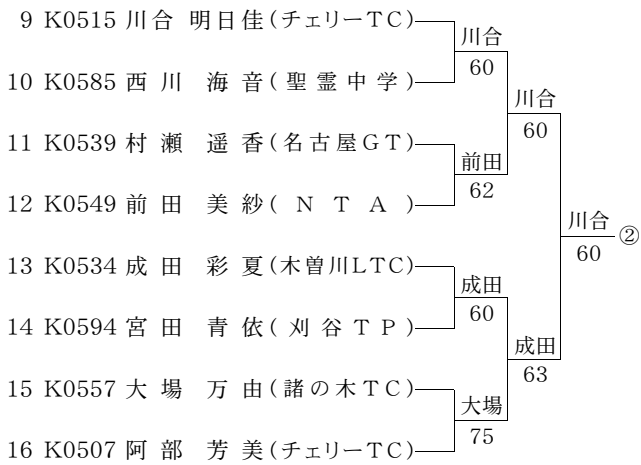 9 K0515 川合 明日佳(チェリーTC)
川合
10 K0585 西川 海音(聖霊中学)
60
川合
60
11 K0539 村瀬 遥香(名古屋GT)
前田
12 K0549 前田 美紗(NTA)
62
川合
60
②
13 K0534 成田 彩夏(木曽川LTC)
成田
14 K0594 宮田 青依(刈谷TP)
60
成田
63
15 K0557 大場 万由(諸の木TC)
大場
16 K0507 阿部 芳美(チェリーTC)
75